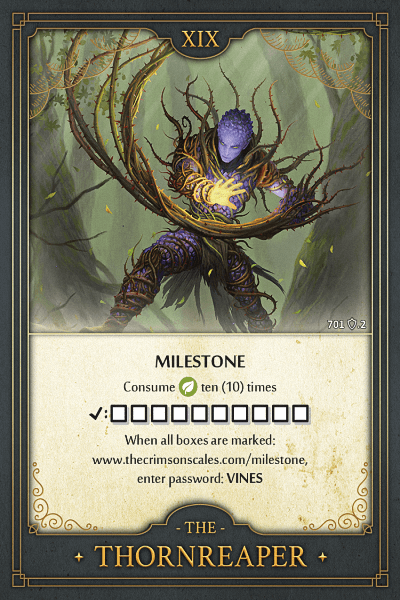 XIX
701 .2
MILESTONE
Consume ten (10) times
✓:
When all boxes are marked:
www.thecrimsonscales.com/milestone,
enter password: VINES
- THE -
THORNREAPER